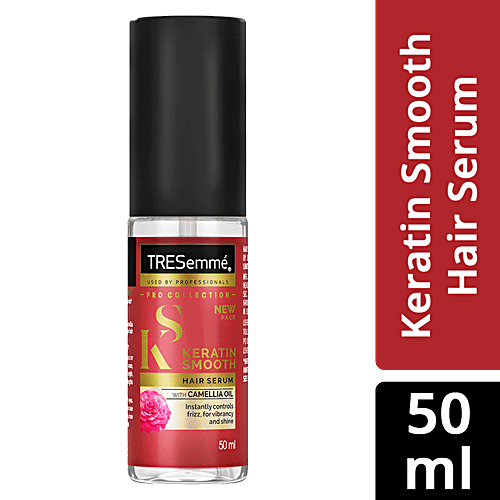 TRESemmé®
USED BY PROFESSIONALS
PRO COLLECTION
NEW
PACK
KS
KERATIN
SMOOTH
HAIR SERUM
WITH CAMELLIA OIL
Instantly controls
frizz, for vibrancy
and shine
50 ml
Keratin Smooth
Hair Serum
50
ml